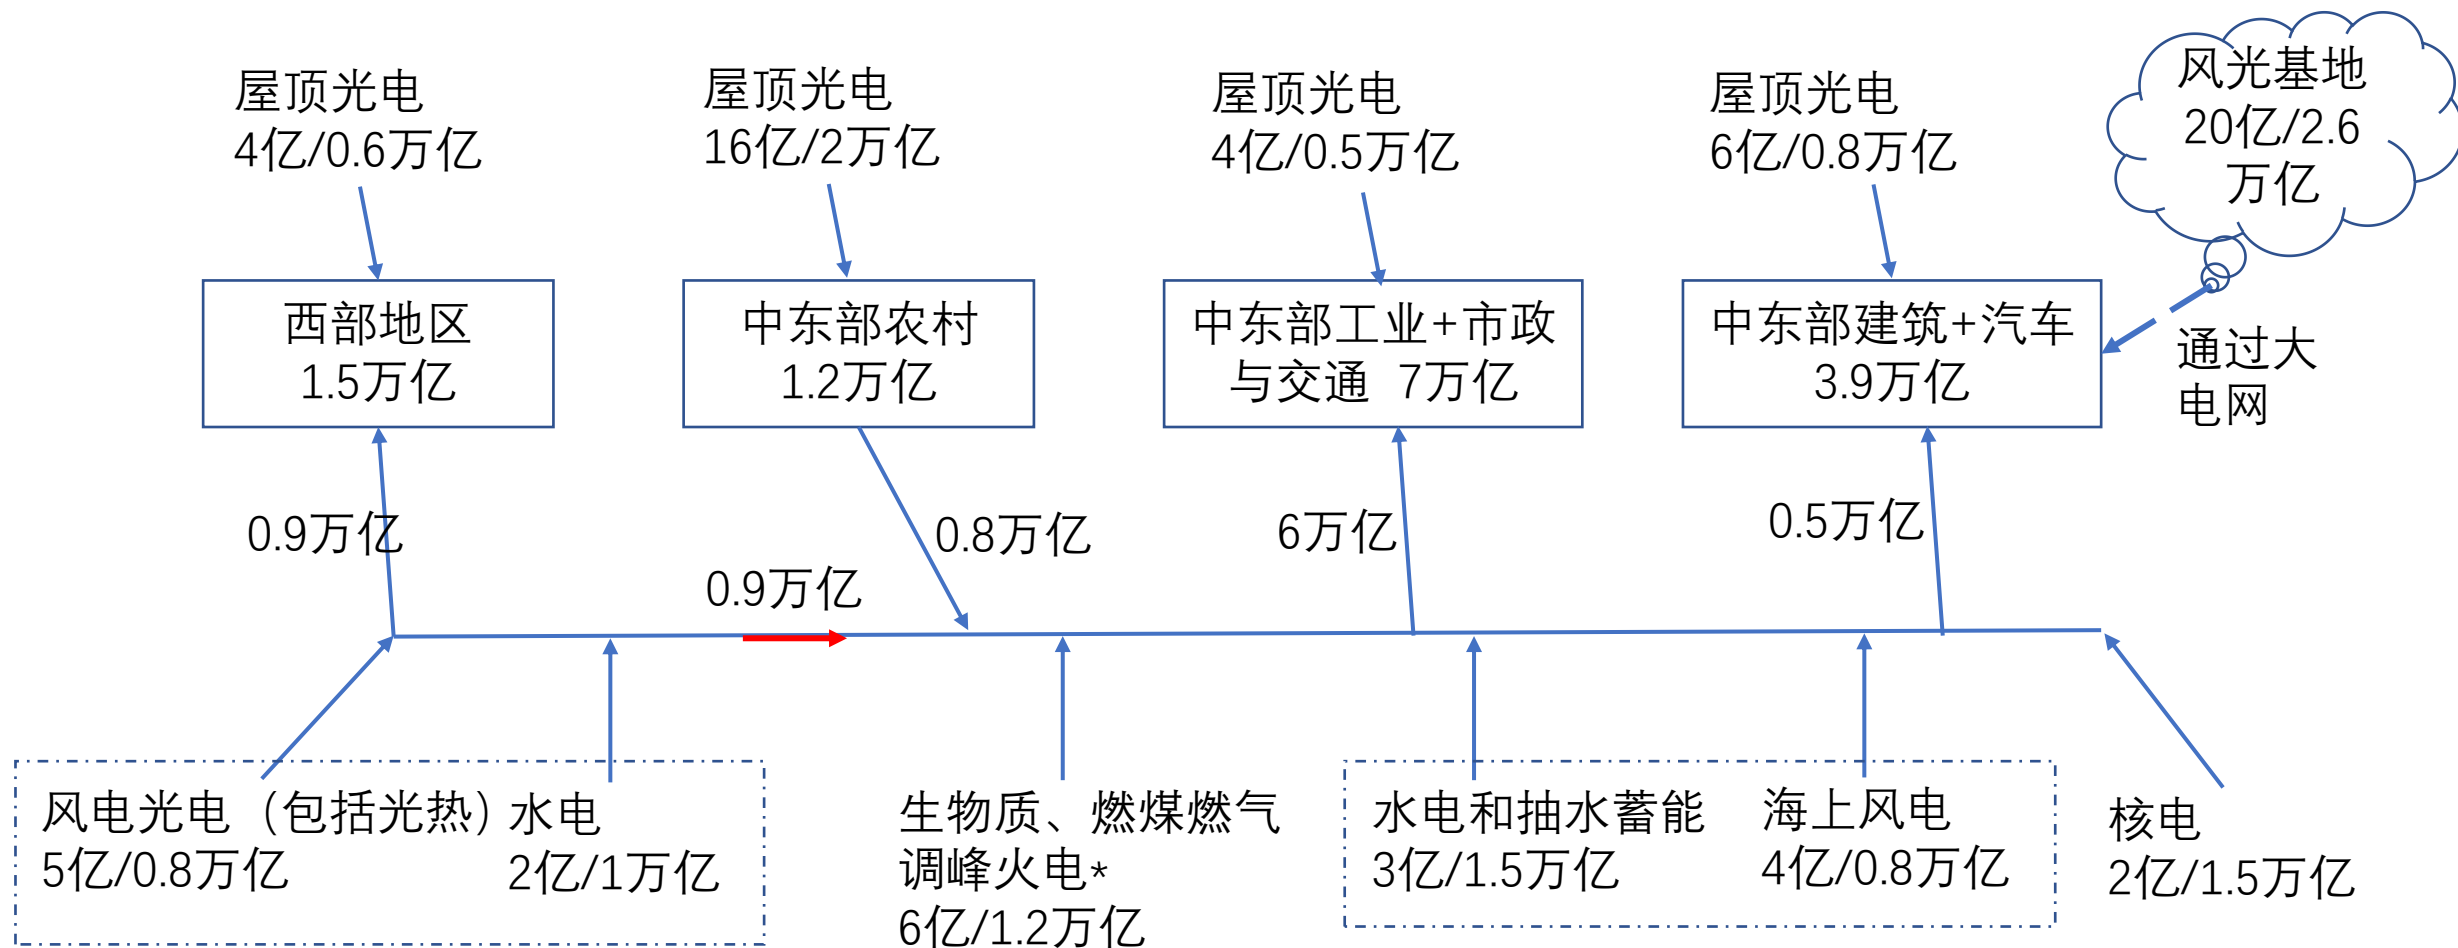 屋顶光电
4亿/0.6万亿
屋顶光电
16亿/2万亿
屋顶光电
4亿/0.5万亿
屋顶光电
6亿/0.8万亿
风光基地
20亿/2.6
万亿
西部地区
1.5万亿
中东部农村
1.2万亿
中东部工业+市政
与交通 7万亿
中东部建筑+汽车
3.9万亿
通过大
电网
0.9万亿
0.9万亿
0.8万亿
6万亿
0.5万亿
风电光电（包括光热）
5亿/0.8万亿
水电
2亿/1万亿
生物质、燃煤燃气
调峰火电*
6亿/1.2万亿
水电和抽水蓄能
3亿/1.5万亿
海上风电
4亿/0.8万亿
核电
2亿/1.5万亿